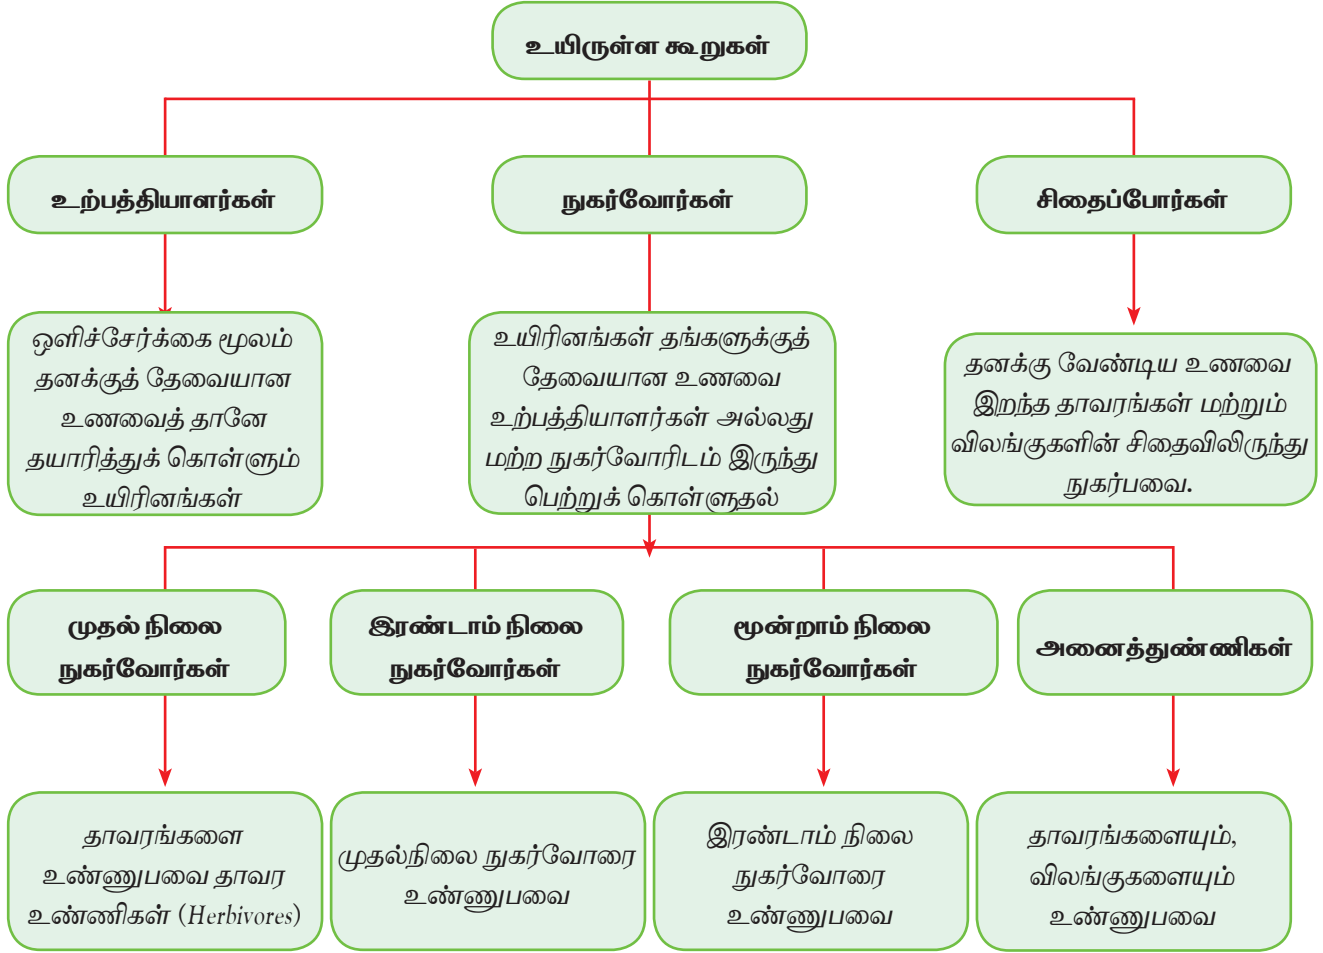 உயிருள்ள கூறுகள்
உற்பத்தியாளர்கள்
நுகர்வோர்கள்
சிதைப்போர்கள்
ஒளிச்சேர்க்கை மூலம்
தனக்குத் தேவையான
உணவைத் தானே
தயாரித்துக் கொள்ளும்
உயிரினங்கள்
உயிரினங்கள் தங்களுக்குத்
தேவையான உணவை
உற்பத்தியாளர்கள் அல்லது
மற்ற நுகர்வோரிடம் இருந்து
பெற்றுக் கொள்ளுதல்
தனக்கு வேண்டிய உணவை
இறந்த தாவரங்கள் மற்றும்
விலங்குகளின் சிதைவிலிருந்து
நுகர்பவை.
முதல் நிலை
நுகர்வோர்கள்
இரண்டாம் நிலை
நுகர்வோர்கள்
மூன்றாம் நிலை
நுகர்வோர்கள்
அனைத்துண்ணிகள்
தாவரங்களை
உண்ணுபவை தாவர
உண்ணிகள் (Herbivores)
முதல்நிலை நுகர்வோரை
உண்ணுபவை
இரண்டாம் நிலை
நுகர்வோரை
உண்ணுபவை
தாவரங்களையும்,
விலங்குகளையும்
உண்ணுபவை